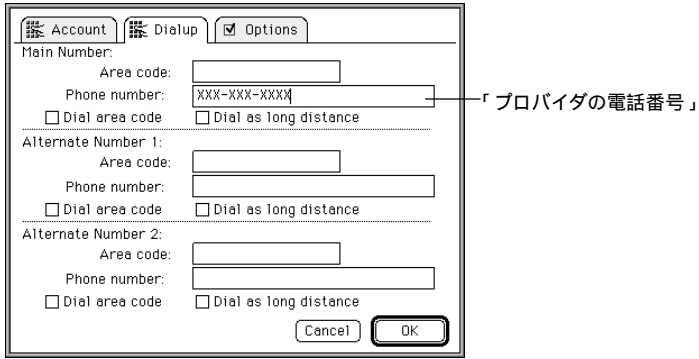 Account Dialup Options
Main Number:
Area code:
Phone number: XXX-XXX-XXXX 「プロバイダの電話番号」
Dial area code Dial as long distance
Alternate Number 1:
Area code:
Phone number:
Dial area code Dial as long distance
Alternate Number 2:
Area code:
Phone number:
Dial area code Dial as long distance
Cancel OK